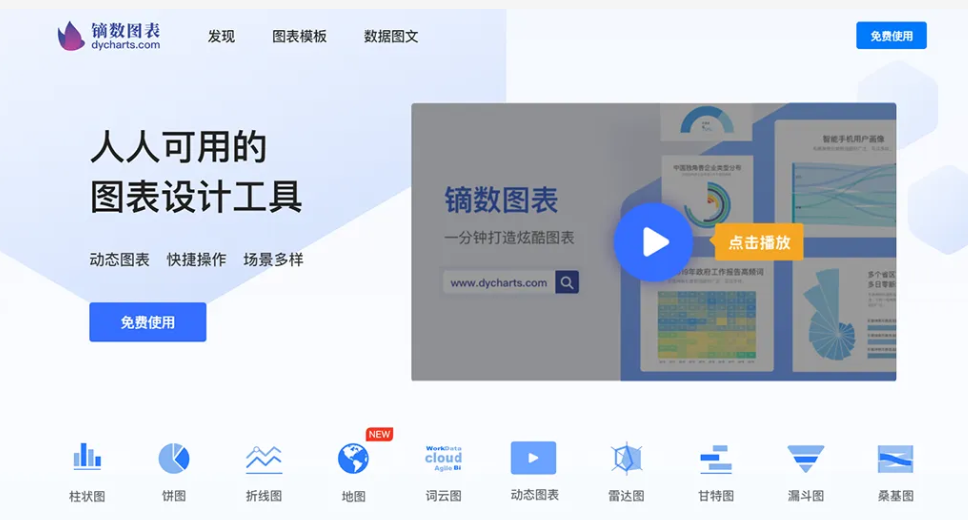 镝数图表
dycharts.com
发现
图表模板
数据图文
免费使用
人人可用的
图表设计工具
动态图表 快捷操作 场景多样
免费使用
镝数图表
一分钟打造炫酷图表
www.dycharts.com
点击播放
智能手机用户画像
中国独角兽企业类型分布
年政府工作报告高频词
多个省区
多日零新
NEW
WorkData
cloud
Agile Bi
柱状图
饼图
折线图
地图
词云图
动态图表
雷达图
甘特图
漏斗图
桑基图